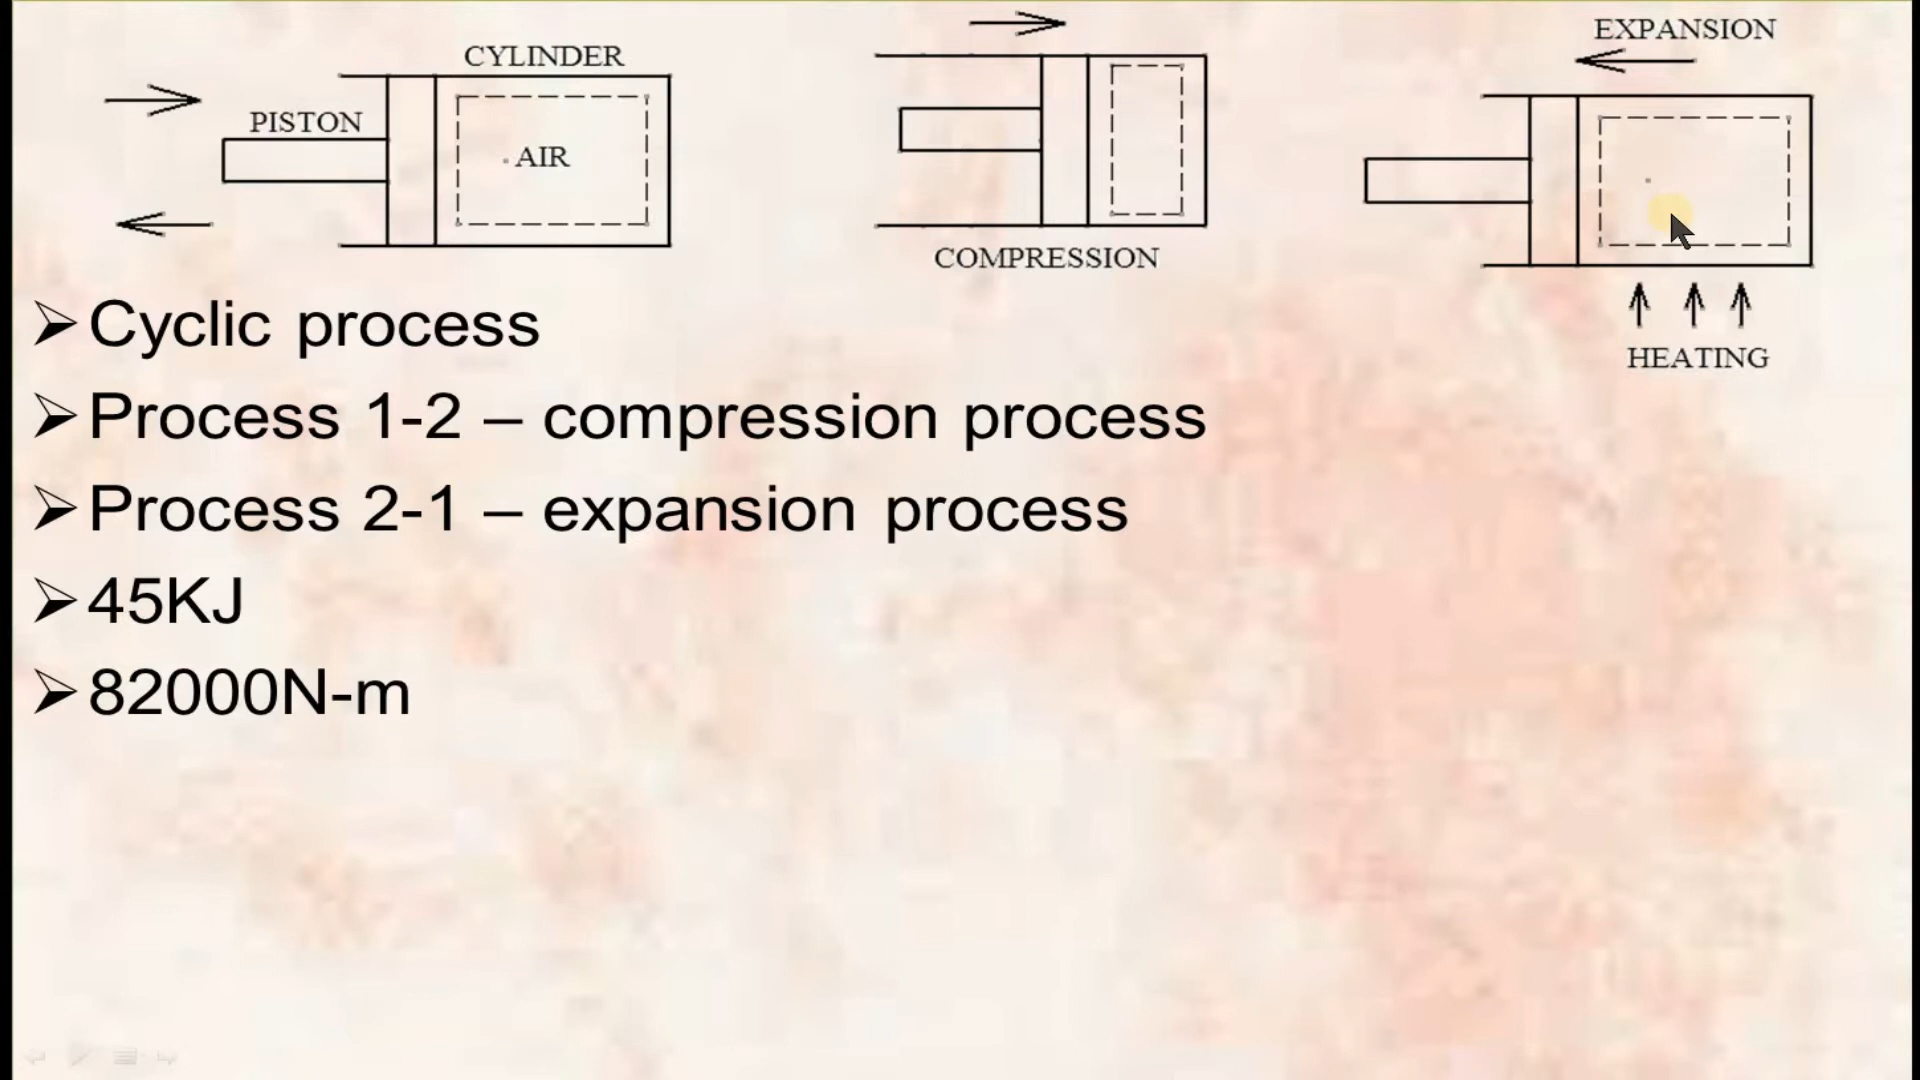 CYLINDER
PISTON
AIR
COMPRESSION
EXPANSION
HEATING
➢Cyclic process
➢Process 1-2 – compression process
➢Process 2-1 – expansion process
➢45KJ
➢82000N-m